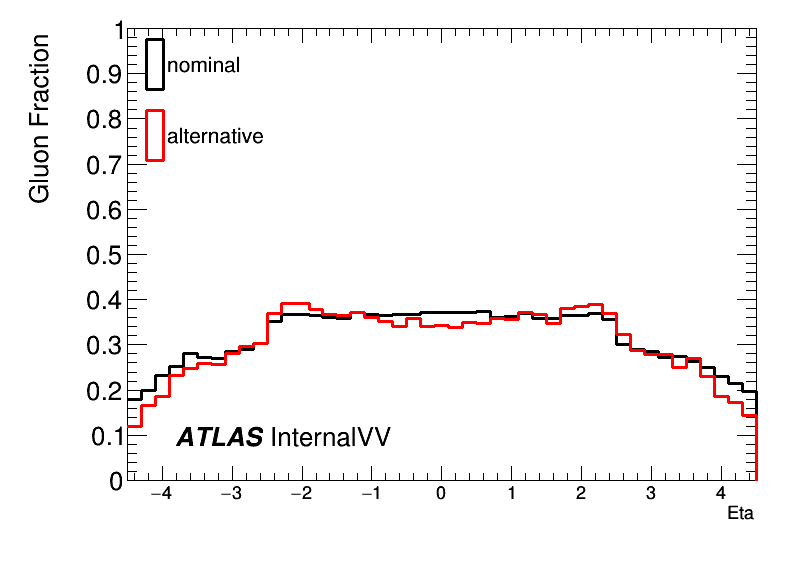 Gluon Fraction
1
0.9
0.8
0.7
0.6
0.5
0.4
0.3
0.2
0.1
0
nominal
alternative
ATLAS InternalVV
−4 −3 −2 −1 0 1 2 3 4
Eta